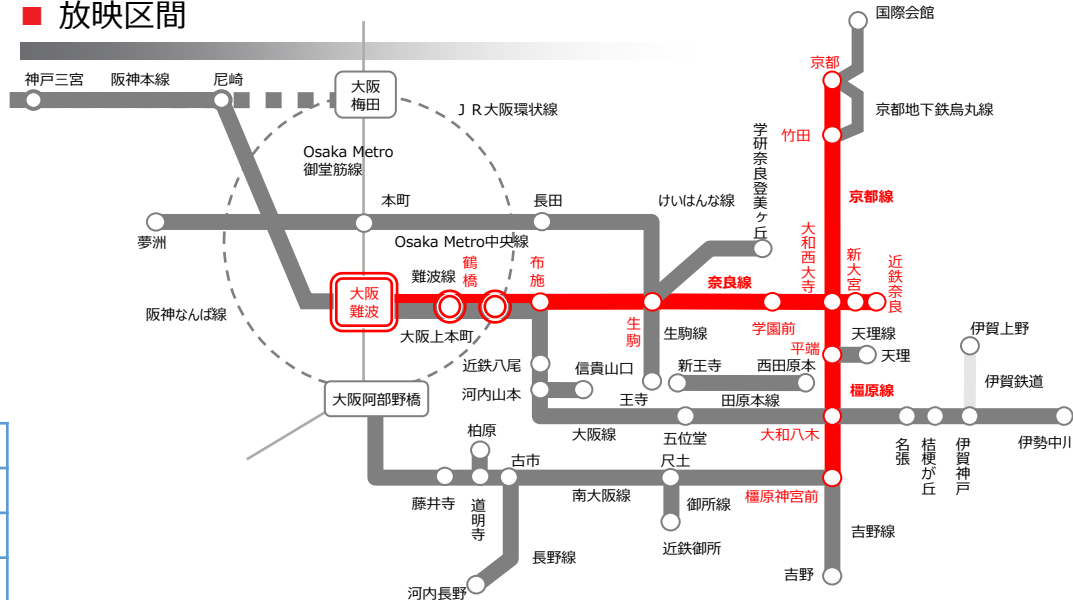 ■ 放映区間
国際会館
神戸三宮
阪神本線
尼崎
大阪
梅田
京都
ＪＲ大阪環状線
京都地下鉄烏丸線
竹田
学研奈良登美ヶ丘
Osaka Metro
御堂筋線
本町
長田
けいはんな線
京都線
夢洲
Osaka Metro中央線
大和西大寺
新大宮
近鉄奈良
鶴橋
布施
難波線
奈良線
大阪
難波
阪神なんば線
大阪上本町
生駒
生駒線
学園前
天理線
伊賀上野
平端
天理
近鉄八尾
信貴山口
新王寺
西田原本
伊賀鉄道
河内山本
王寺
田原本線
橿原線
大阪阿部野橋
大阪線
五位堂
大和八木
名張
桔梗が丘
伊賀神戸
伊勢中川
柏原
古市
尺土
藤井寺
道明寺
南大阪線
御所線
橿原神宮前
近鉄御所
吉野線
長野線
吉野
河内長野